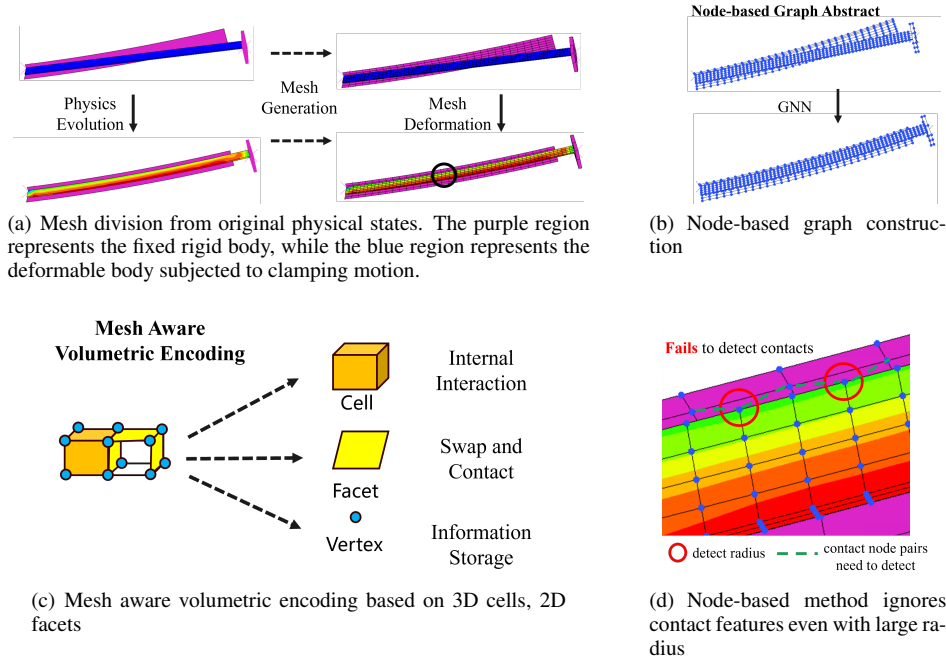 Node-based Graph Abstract
Physics
Evolution
Mesh
Generation
Mesh
Deformation
GNN
(a) Mesh division from original physical states. The purple region
represents the fixed rigid body, while the blue region represents the
deformable body subjected to clamping motion.
(b) Node-based graph construc-
tion
Mesh Aware
Volumetric Encoding
Cell
Internal
Interaction
Facet
Swap and
Contact
Vertex
Information
Storage
Fails to detect contacts
detect radius
contact node pairs
need to detect
(c) Mesh aware volumetric encoding based on 3D cells, 2D
facets
(d) Node-based method ignores
contact features even with large ra-
dius